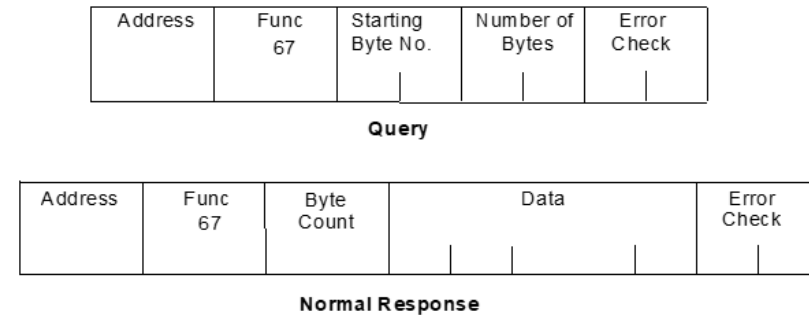 Address Func Starting Number of Error
67 Byte No. Bytes Check
Query
Address Func Byte Data Error
67 Count Check
Normal Response